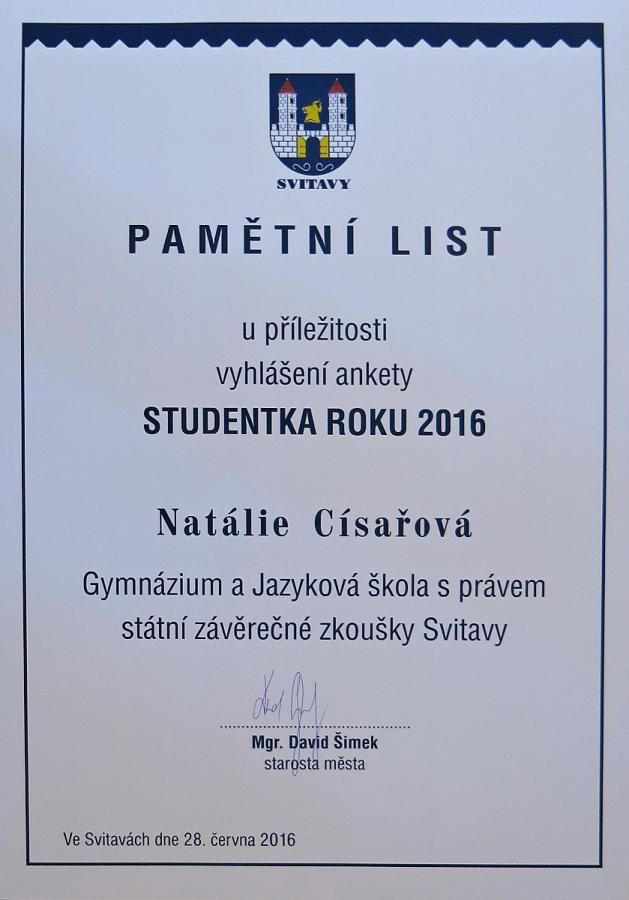 SVITAVY
PAMĚTNÍ LIST
u příležitosti
vyhlášení ankety
STUDENTKA ROKU 2016
Natálie Císařová
Gymnázium a Jazyková škola s právem
státní závěrečné zkoušky Svitavy
Mgr. David Šimek
starosta města
Ve Svitavách dne 28. června 2016